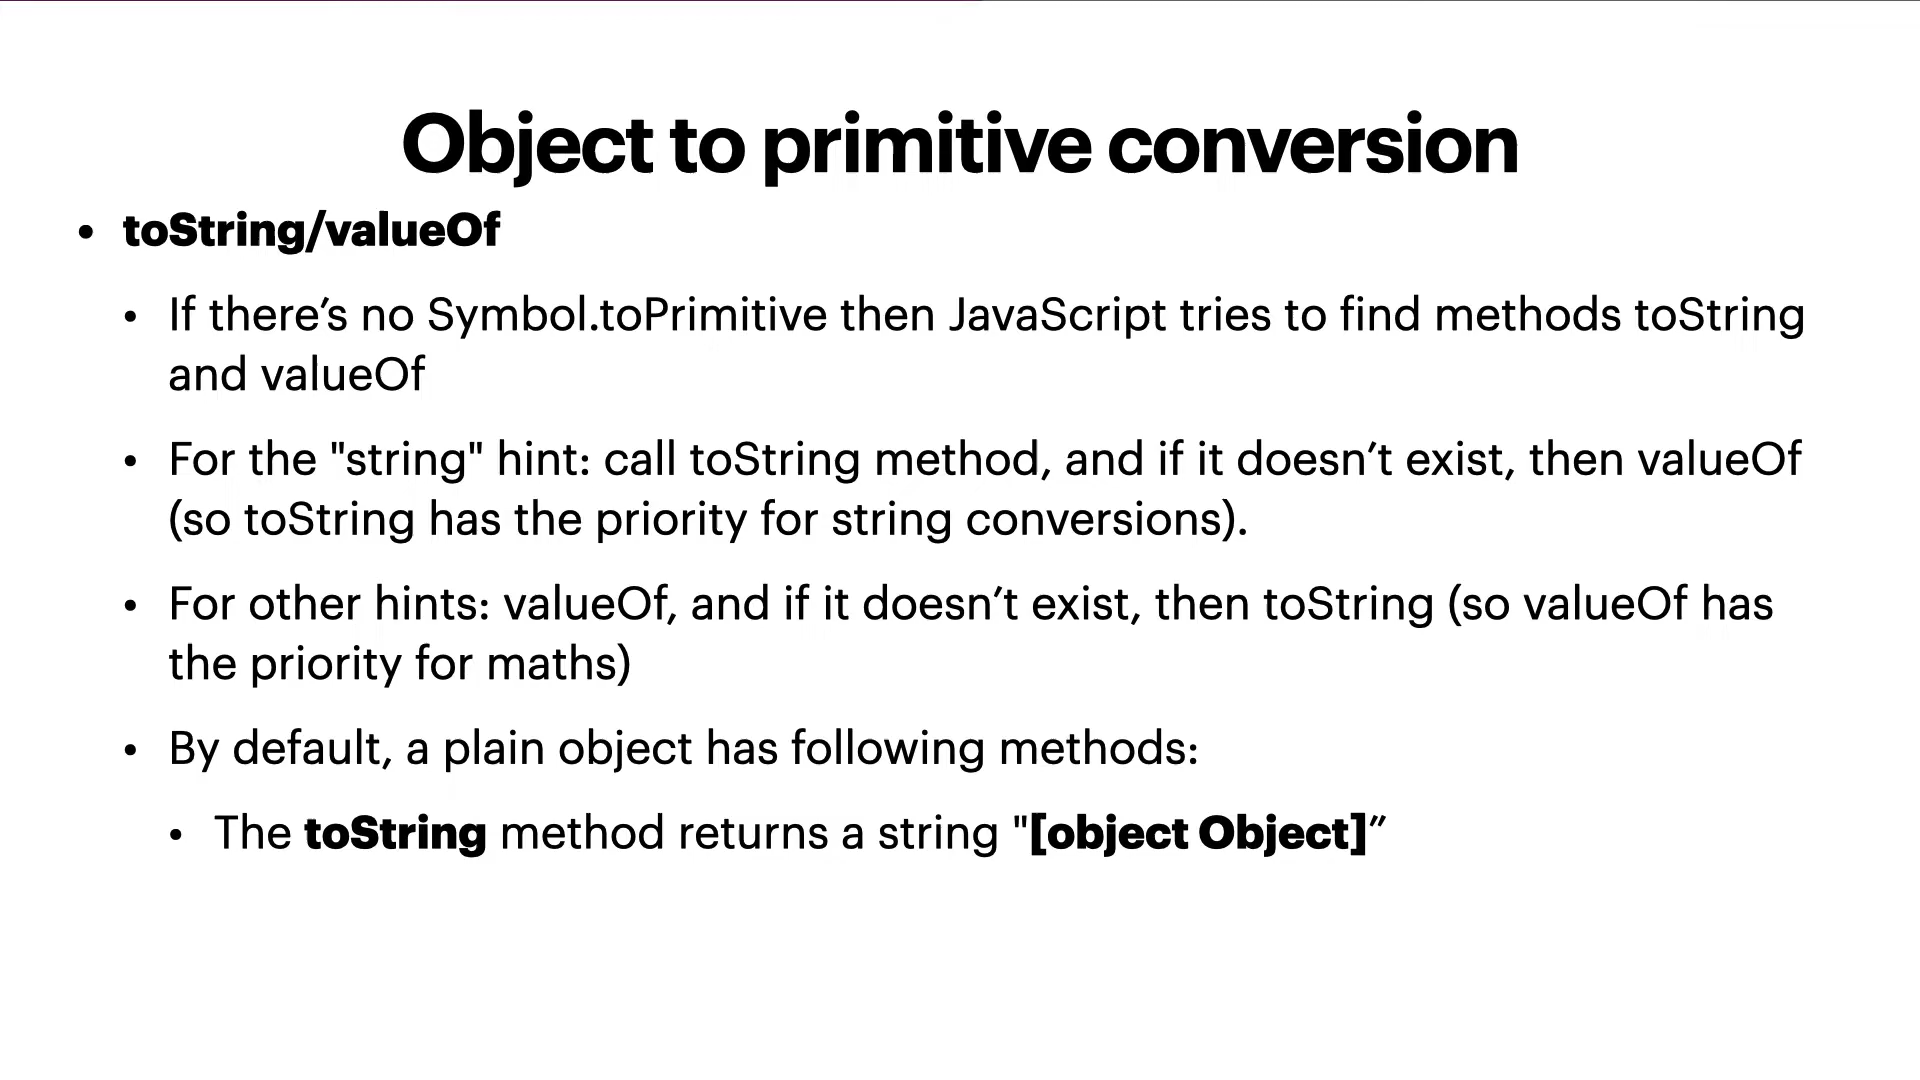 Object to primitive conversion
• toString/valueOf
• If there’s no Symbol.toPrimitive then JavaScript tries to find methods toString
and valueOf
• For the "string" hint: call toString method, and if it doesn’t exist, then valueOf
(so toString has the priority for string conversions).
• For other hints: valueOf, and if it doesn’t exist, then toString (so valueOf has
the priority for maths)
• By default, a plain object has following methods:
• The toString method returns a string "[object Object]”